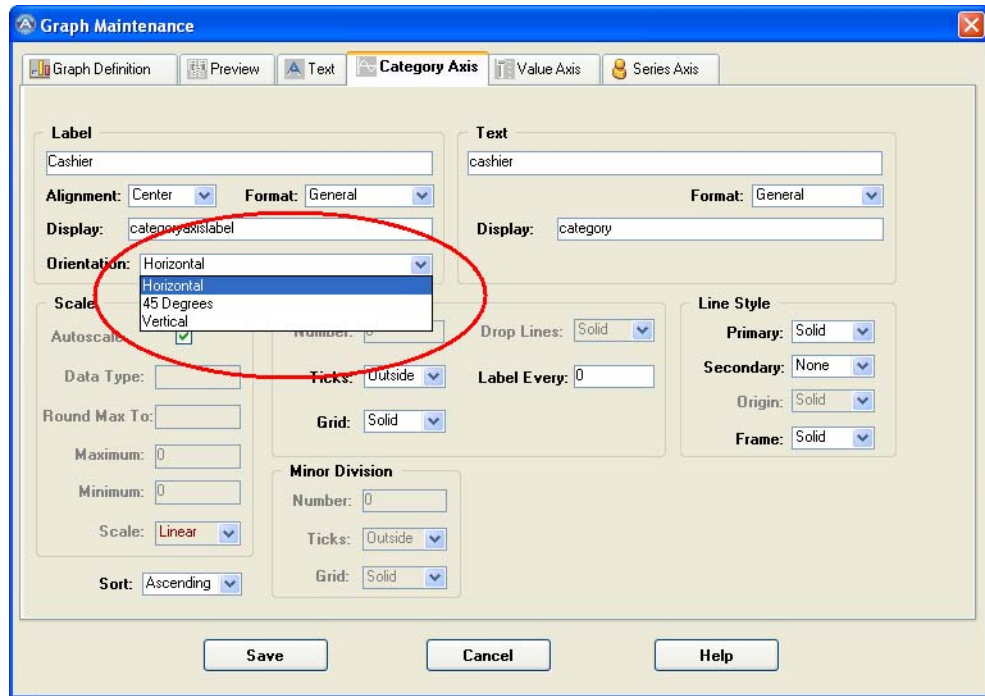 Graph Maintenance
Graph Definition Preview Text Category Axis Value Axis Series Axis
Label
Cashier
Alignment: Center Format: General
Display: categoryaxislabel
Orientation: Horizontal
Horizontal
45 Degrees
Vertical
Text
cashier
Format: General
Display: category
Scale
Autoscale
Data Type:
Round Max To:
Maximum: 0
Minimum: 0
Scale: Linear
Sort: Ascending
Number: 0 Drop Lines: Solid
Ticks: Outside Label Every: 0
Grid: Solid
Minor Division
Number: 0
Ticks: Outside
Grid: Solid
Line Style
Primary: Solid
Secondary: None
Origin: Solid
Frame: Solid
Save Cancel Help